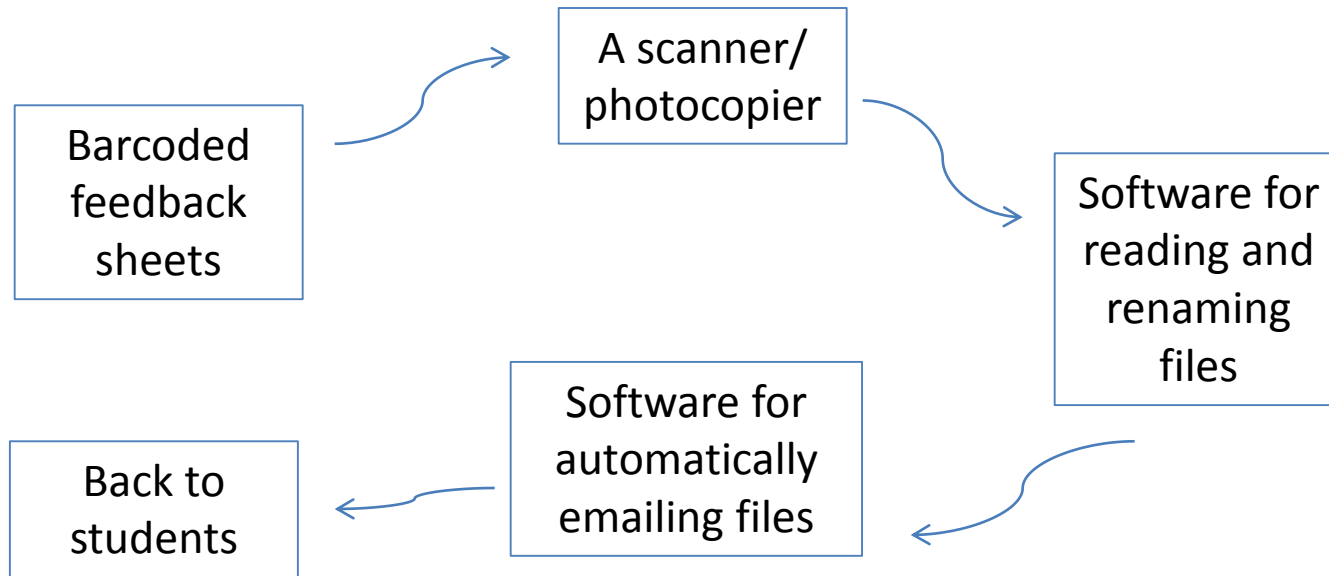 Barcoded
feedback
sheets
A scanner/
photocopier
Software for
reading and
renaming
files
Software for
automatically
emailing files
Back to
students